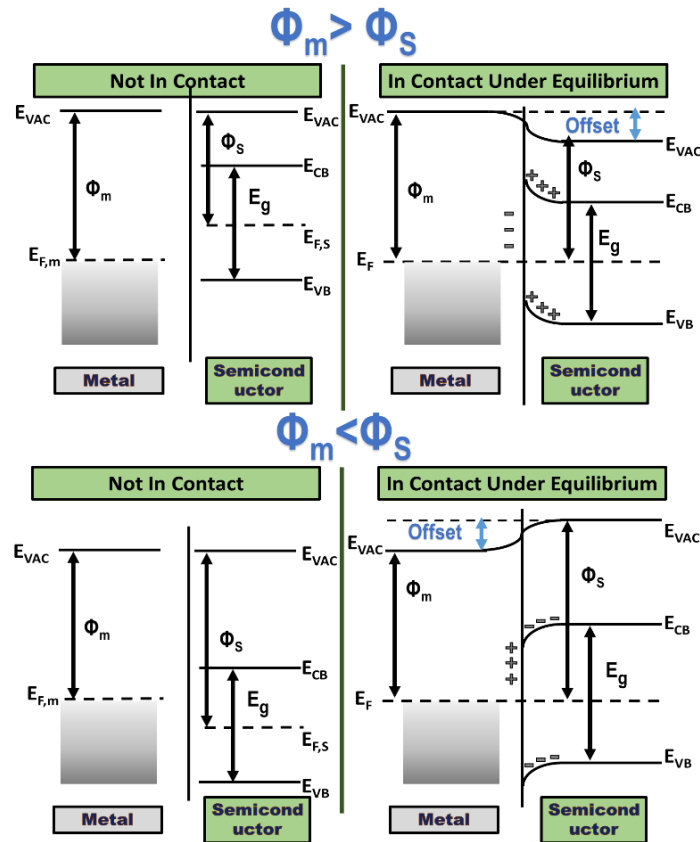 Φm > ΦS
Not In Contact
In Contact Under Equilibrium
EVAC
EVAC
ΦS
ECB
Φm
Eg
EF,S
EF,m
EVB
Metal
Semicond
uctor
EVAC
Offset
EVAC
ΦS
Φm
ECB
Eg
EF
EVB
Metal
Semicond
uctor
Φm<ΦS
Not In Contact
In Contact Under Equilibrium
EVAC
EVAC
Φm
ΦS
ECB
EF,m
Eg
EF,S
EVB
Metal
Semicond
uctor
Offset
EVAC
EVAC
Φm
ΦS
ECB
Eg
EF
EVB
Metal
Semicond
uctor